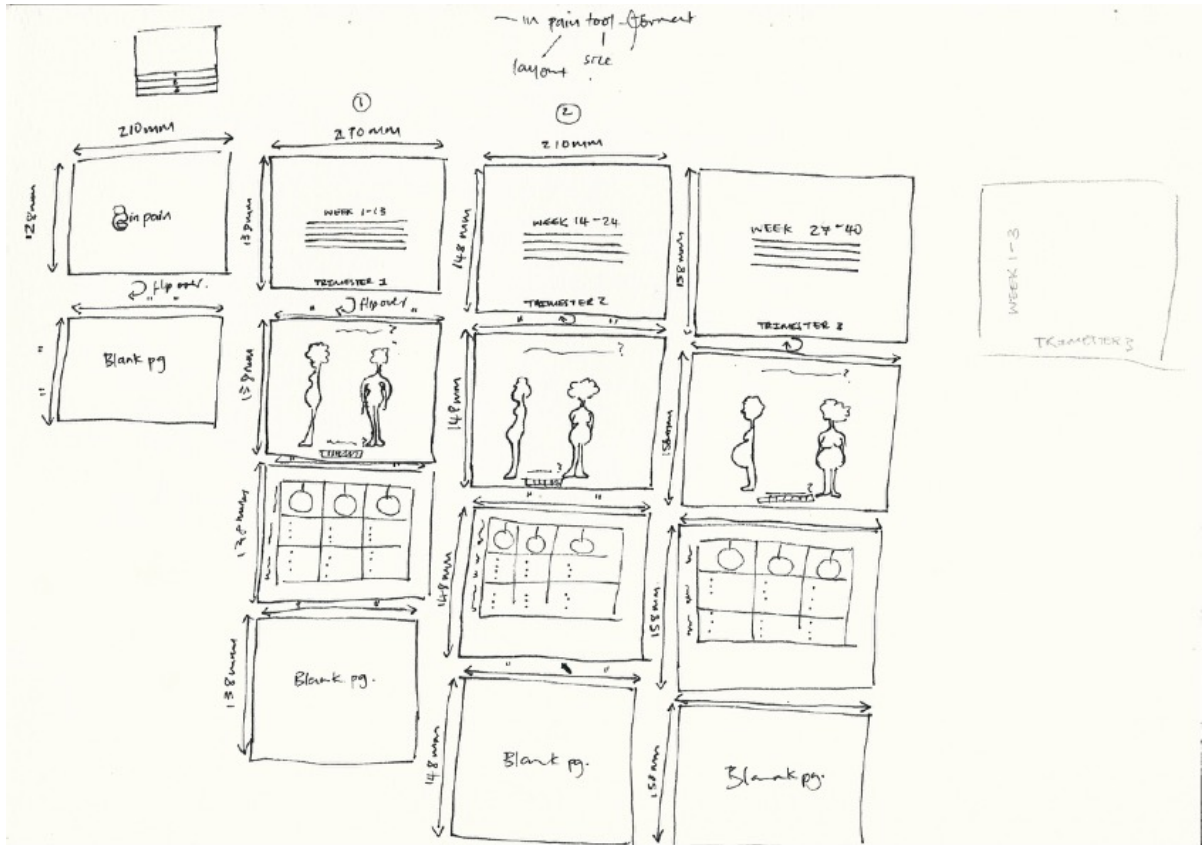 in pain tool format
layout
size
1
2
210mm
128mm
in pain
flip over.
" "
"
"
Blank pg
270mm
138mm
WEEK 1-13
TRIMESTER 1
flip over
" "
138mm
?
?
" "
138mm
" "
138mm
Blank pg.
210mm
148mm
WEEK 14-24
TRIMESTER 2
" "
148mm
?
?
" "
148mm
" "
148mm
Blank pg.
158mm
WEEK 27-40
TRIMESTER 3
158mm
?
?
158mm
158mm
Blank pg.
WEEK 1-3
TRIMESTER 3